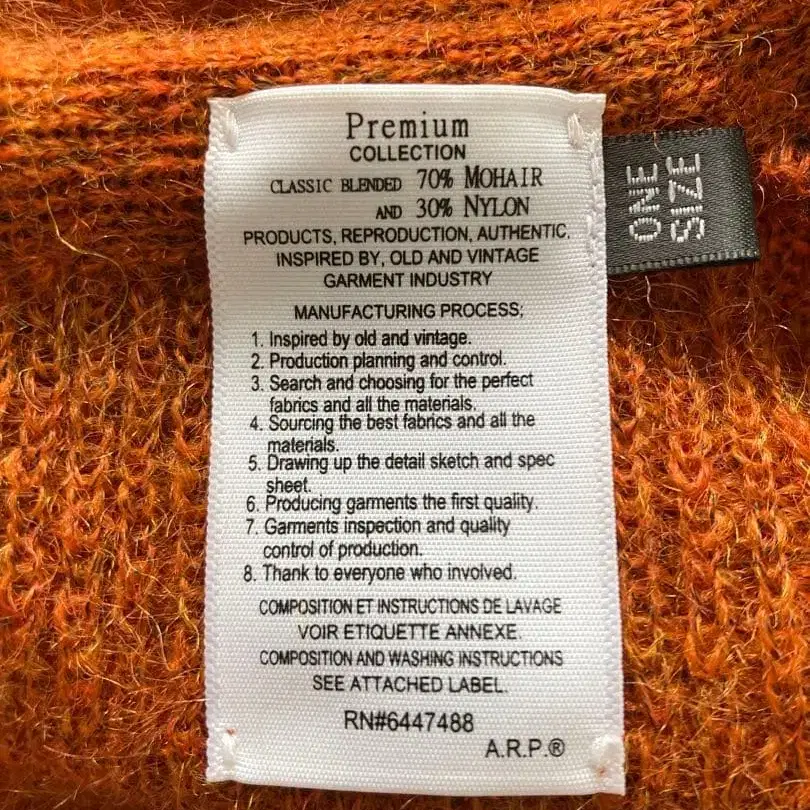 Premium
COLLECTION
CLASSIC BLENDED 70% MOHAIR
AND 30% NYLON
PRODUCTS, REPRODUCTION, AUTHENTIC.
INSPIRED BY, OLD AND VINTAGE
GARMENT INDUSTRY
MANUFACTURING PROCESS;
1. Inspired by old and vintage.
2. Production planning and control.
3. Search and choosing for the perfect
fabrics and all the materials.
4. Sourcing the best fabrics and all the
materials.
5. Drawing up the detail sketch and spec
sheet.
6. Producing garments the first quality.
7. Garments inspection and quality
control of production.
8. Thank to everyone who involved.
COMPOSITION ET INSTRUCTIONS DE LAVAGE
VOIR ETIQUETTE ANNEXE.
COMPOSITION AND WASHING INSTRUCTIONS
SEE ATTACHED LABEL.
RN#6447488
A.R.P.®
ONE
SIZE